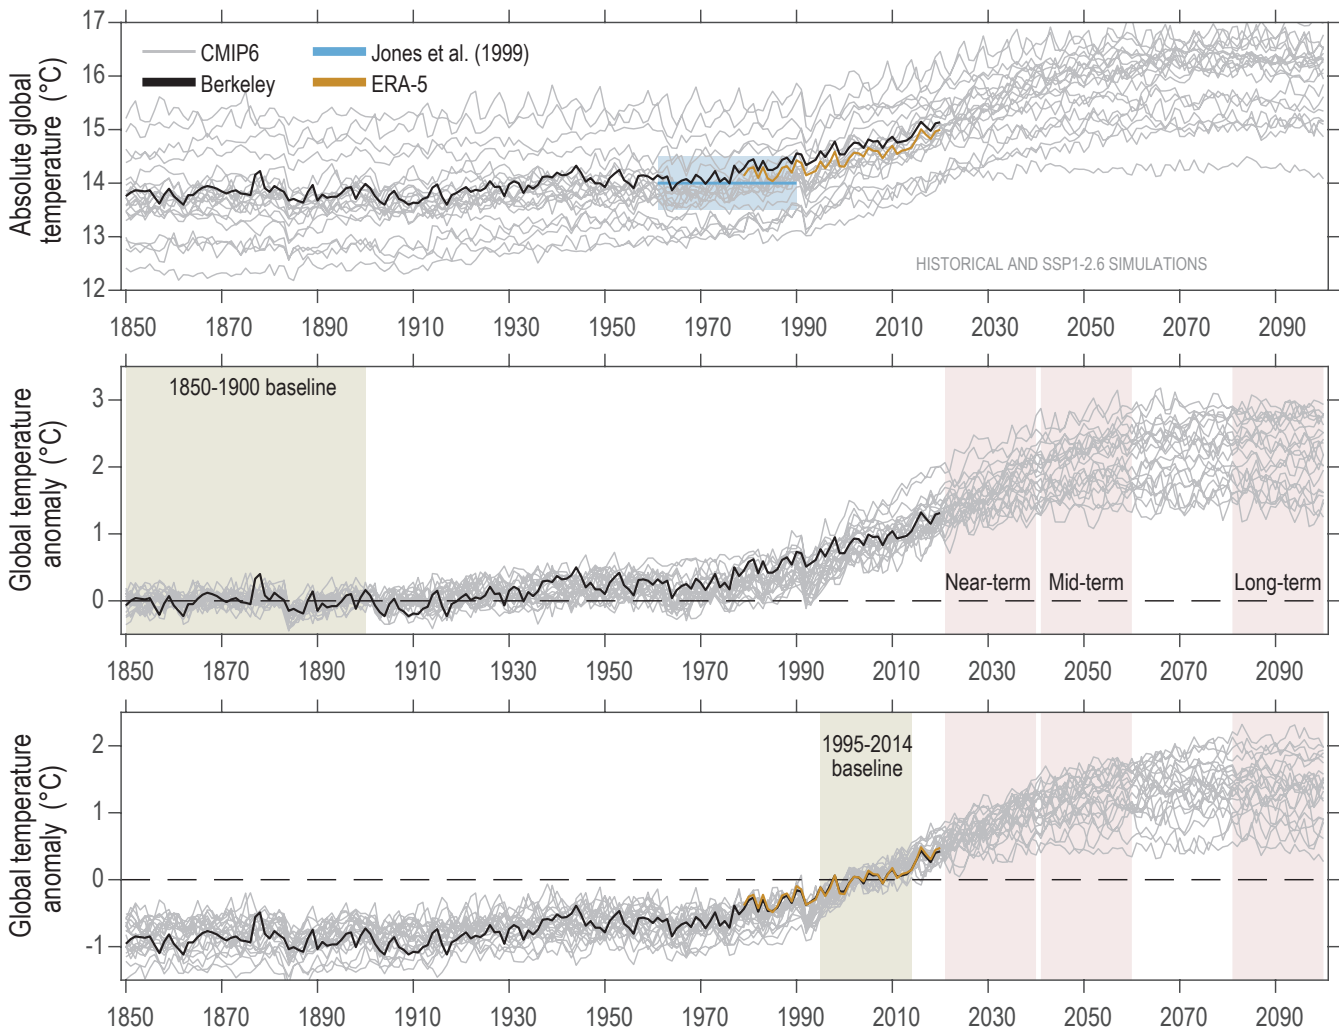 Absolute global
temperature (°C)
17
16
15
14
13
12
CMIP6
Berkeley
Jones et al. (1999)
ERA-5
HISTORICAL AND SSP1-2.6 SIMULATIONS
1850 1870 1890 1910 1930 1950 1970 1990 2010 2030 2050 2070 2090
Global temperature
anomaly (°C)
3
2
1
0
1850-1900 baseline
Near-term
Mid-term
Long-term
1850 1870 1890 1910 1930 1950 1970 1990 2010 2030 2050 2070 2090
Global temperature
anomaly (°C)
2
1
0
-1
1995-2014
baseline
1850 1870 1890 1910 1930 1950 1970 1990 2010 2030 2050 2070 2090